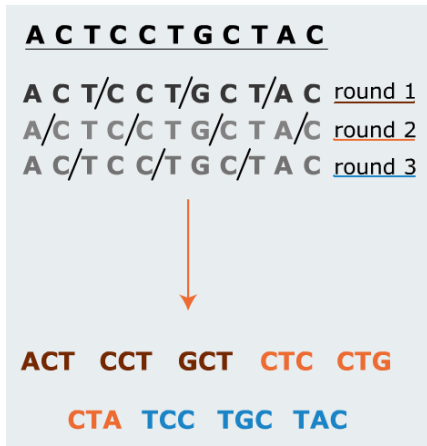 A C T C C T G C T A C
A C T/C C T/G C T/A C round 1
A/C T C/C T G/C T A/C round 2
A C/T C C/T G C/T A C round 3
ACT CCT GCT CTC CTG
CTA TCC TGC TAC